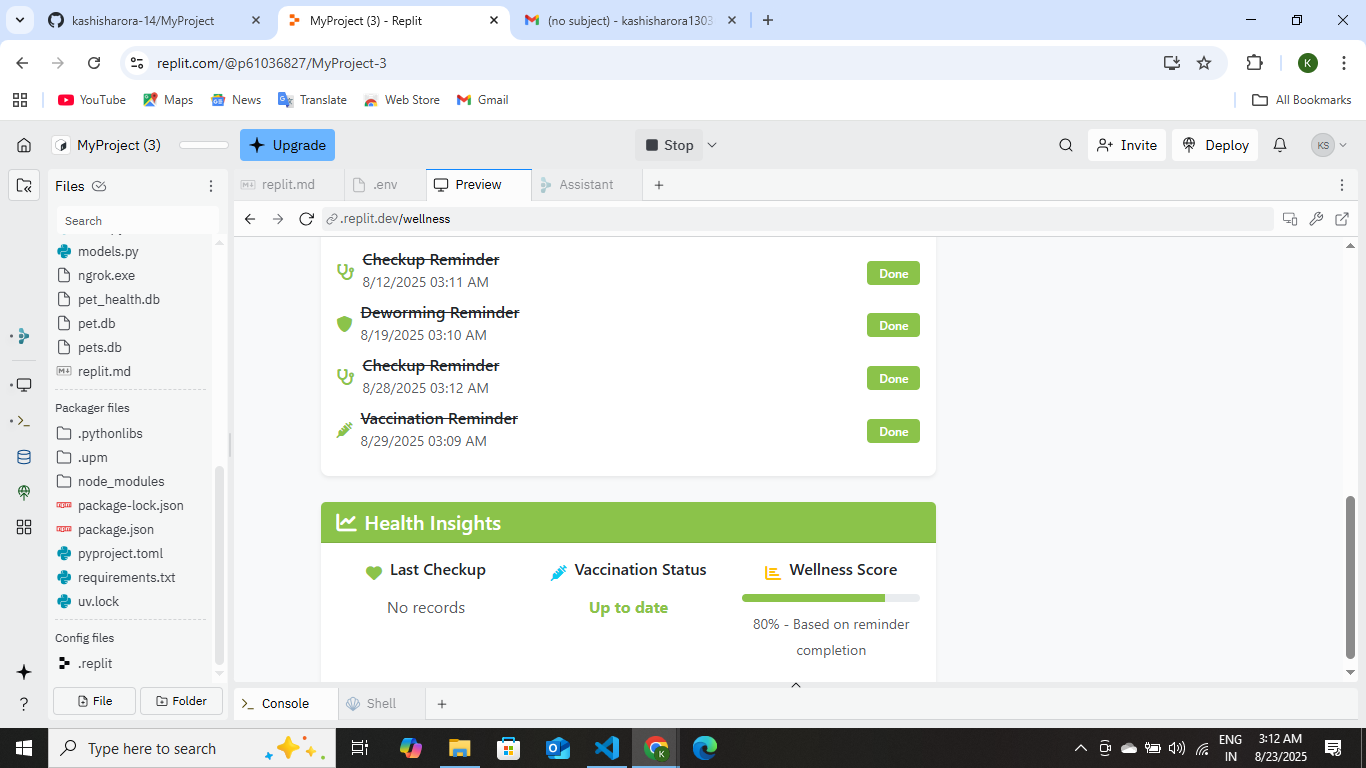 kashisharora-14/MyProject
MyProject (3) - Replit
(no subject) - kashisharora1303
replit.com/@p61036827/MyProject-3
K
YouTube
Maps
News
Translate
Web Store
Gmail
All Bookmarks
MyProject (3)
Upgrade
Stop
Invite
Deploy
KS
Files
replit.md
.env
Preview
Assistant
Search
.replit.dev/wellness
models.py
ngrok.exe
pet_health.db
pet.db
pets.db
replit.md
Packager files
.pythonlibs
.upm
node_modules
package-lock.json
package.json
pyproject.toml
requirements.txt
uv.lock
Config files
.replit
File
Folder
Checkup Reminder
8/12/2025 03:11 AM
Done
Deworming Reminder
8/19/2025 03:10 AM
Done
Checkup Reminder
8/28/2025 03:12 AM
Done
Vaccination Reminder
8/29/2025 03:09 AM
Done
Health Insights
Last Checkup
No records
Vaccination Status
Up to date
Wellness Score
80% - Based on reminder
completion
Console
Shell
Type here to search
ENG
IN
3:12 AM
8/23/2025